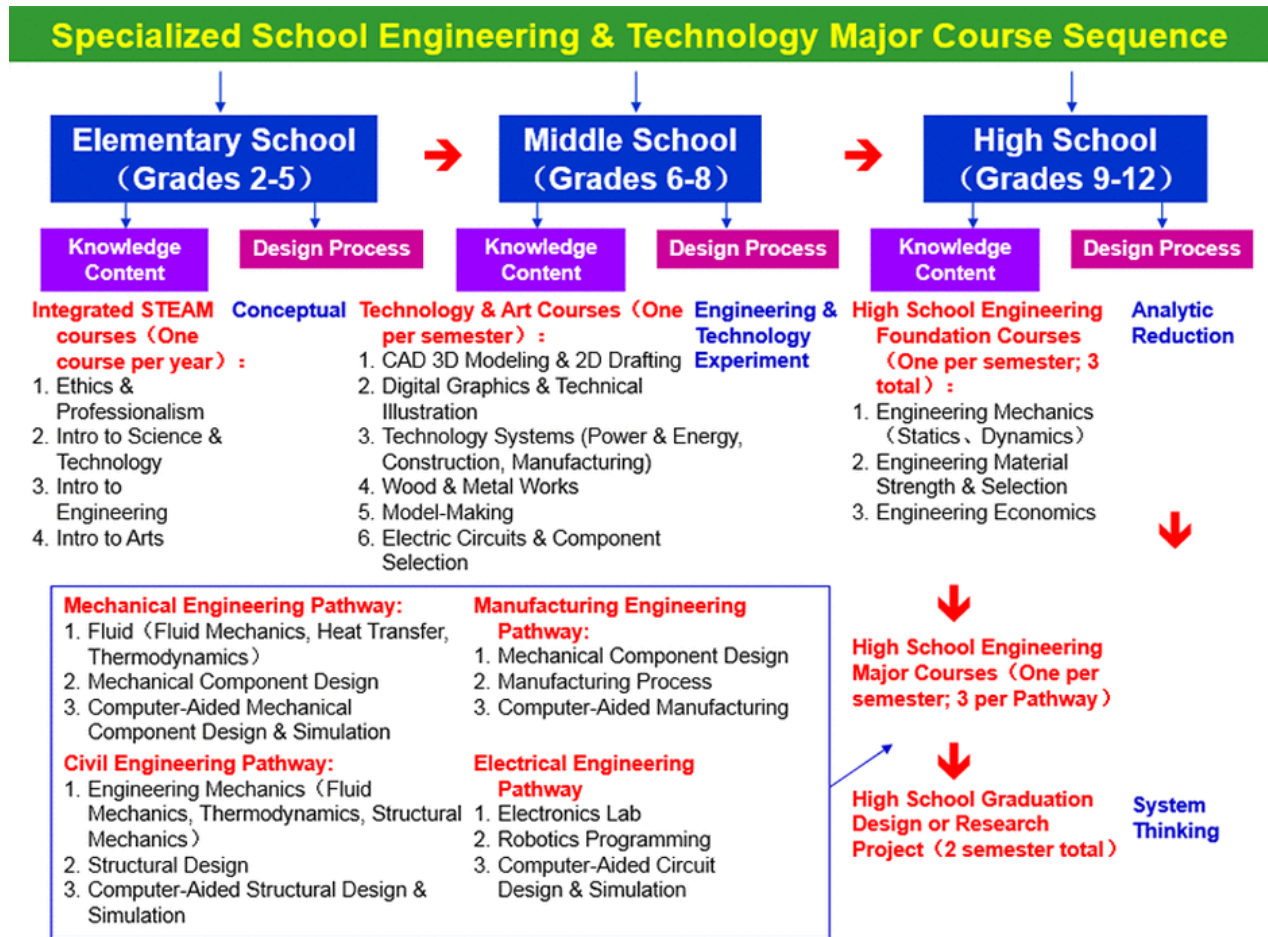 Specialized School Engineering & Technology Major Course Sequence
Elementary School
（Grades 2-5）
Middle School
（Grades 6-8）
High School
（Grades 9-12）
Knowledge
Content
Design Process
Knowledge
Content
Design Process
Knowledge
Content
Design Process
Integrated STEAM
courses（One
course per year）：
1. Ethics &
Professionalism
2. Intro to Science &
Technology
3. Intro to
Engineering
4. Intro to Arts
Conceptual
Technology & Art Courses（One
per semester）：
1. CAD 3D Modeling & 2D Drafting
2. Digital Graphics & Technical
Illustration
3. Technology Systems (Power & Energy,
Construction, Manufacturing)
4. Wood & Metal Works
5. Model-Making
6. Electric Circuits & Component
Selection
Engineering &
Technology
Experiment
High School Engineering
Foundation Courses
（One per semester; 3
total）：
1. Engineering Mechanics
（Statics、Dynamics）
2. Engineering Material
Strength & Selection
3. Engineering Economics
Analytic
Reduction
Mechanical Engineering Pathway:
1. Fluid（Fluid Mechanics, Heat Transfer,
Thermodynamics）
2. Mechanical Component Design
3. Computer-Aided Mechanical
Component Design & Simulation
Manufacturing Engineering
Pathway:
1. Mechanical Component Design
2. Manufacturing Process
3. Computer-Aided Manufacturing
Civil Engineering Pathway:
1. Engineering Mechanics（Fluid
Mechanics, Thermodynamics, Structural
Mechanics）
2. Structural Design
3. Computer-Aided Structural Design &
Simulation
Electrical Engineering
Pathway
1. Electronics Lab
2. Robotics Programming
3. Computer-Aided Circuit
Design & Simulation
High School Engineering
Major Courses（One per
semester; 3 per Pathway）
High School Graduation
Design or Research
Project（2 semester total）
System
Thinking